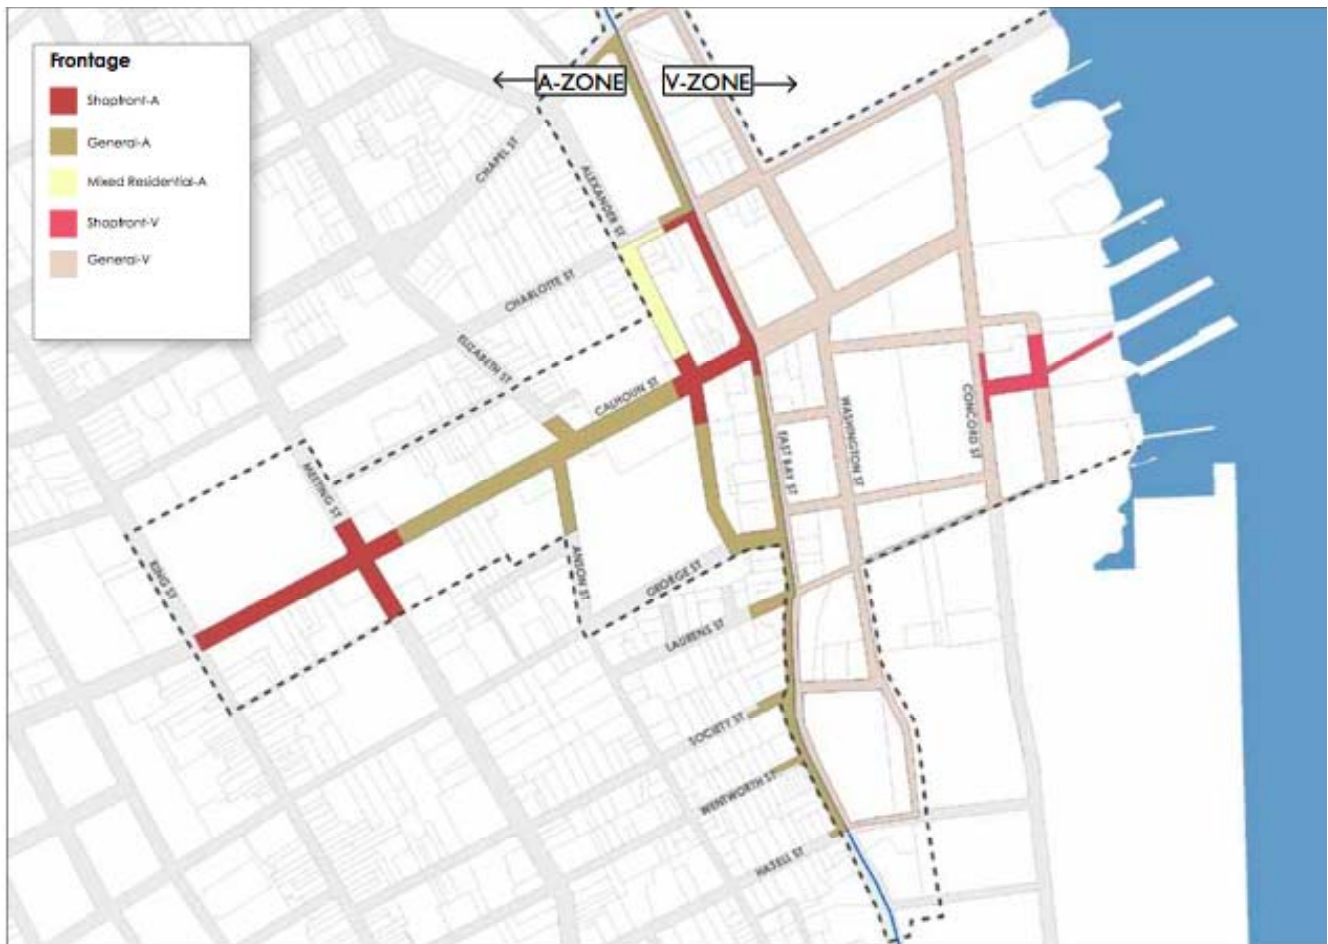 Frontage
Shopfront-A
General-A
Mixed Residential-A
Shopfront-V
General-V
A-ZONE
V-ZONE
CHAPEL ST
ALEXANDER ST
CHARLOTTE ST
ELIZABETH ST
CALHOUN ST
MEETING ST
KING ST
ANSON ST
GEORGE ST
LAURENS ST
SOCIETY ST
WENTWORTH ST
HASELL ST
EAST BAY ST
WASHINGTON ST
CONCORD ST